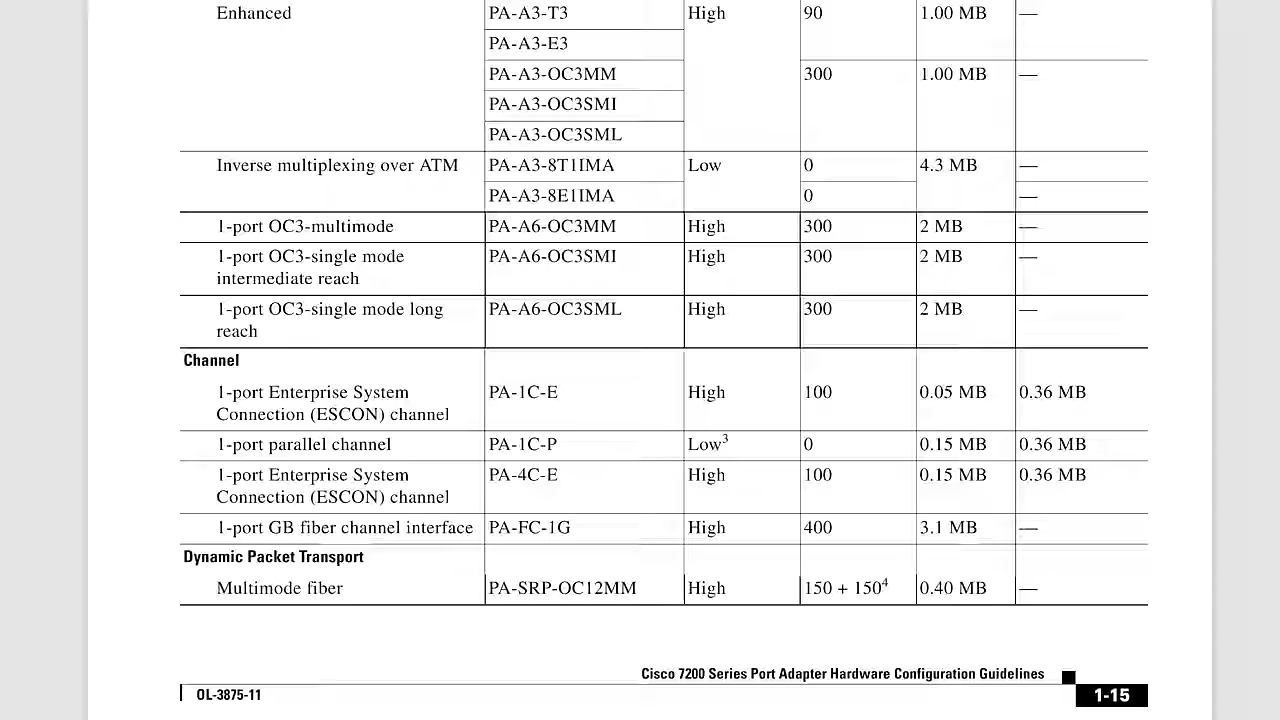 Enhanced PA-A3-T3 High 90 1.00 MB —
PA-A3-E3
PA-A3-OC3MM 300 1.00 MB —
PA-A3-OC3SMI
PA-A3-OC3SML
Inverse multiplexing over ATM PA-A3-8T1IMA Low 0 4.3 MB —
PA-A3-8E1IMA 0 —
1-port OC3-multimode PA-A6-OC3MM High 300 2 MB —
1-port OC3-single mode PA-A6-OC3SMI High 300 2 MB —
intermediate reach
1-port OC3-single mode long PA-A6-OC3SML High 300 2 MB —
reach
Channel
1-port Enterprise System PA-1C-E High 100 0.05 MB 0.36 MB
Connection (ESCON) channel
1-port parallel channel PA-1C-P Low3 0 0.15 MB 0.36 MB
1-port Enterprise System PA-4C-E High 100 0.15 MB 0.36 MB
Connection (ESCON) channel
1-port GB fiber channel interface PA-FC-1G High 400 3.1 MB —
Dynamic Packet Transport
Multimode fiber PA-SRP-OC12MM High 150 + 1504 0.40 MB —
Cisco 7200 Series Port Adapter Hardware Configuration Guidelines
OL-3875-11 1-15